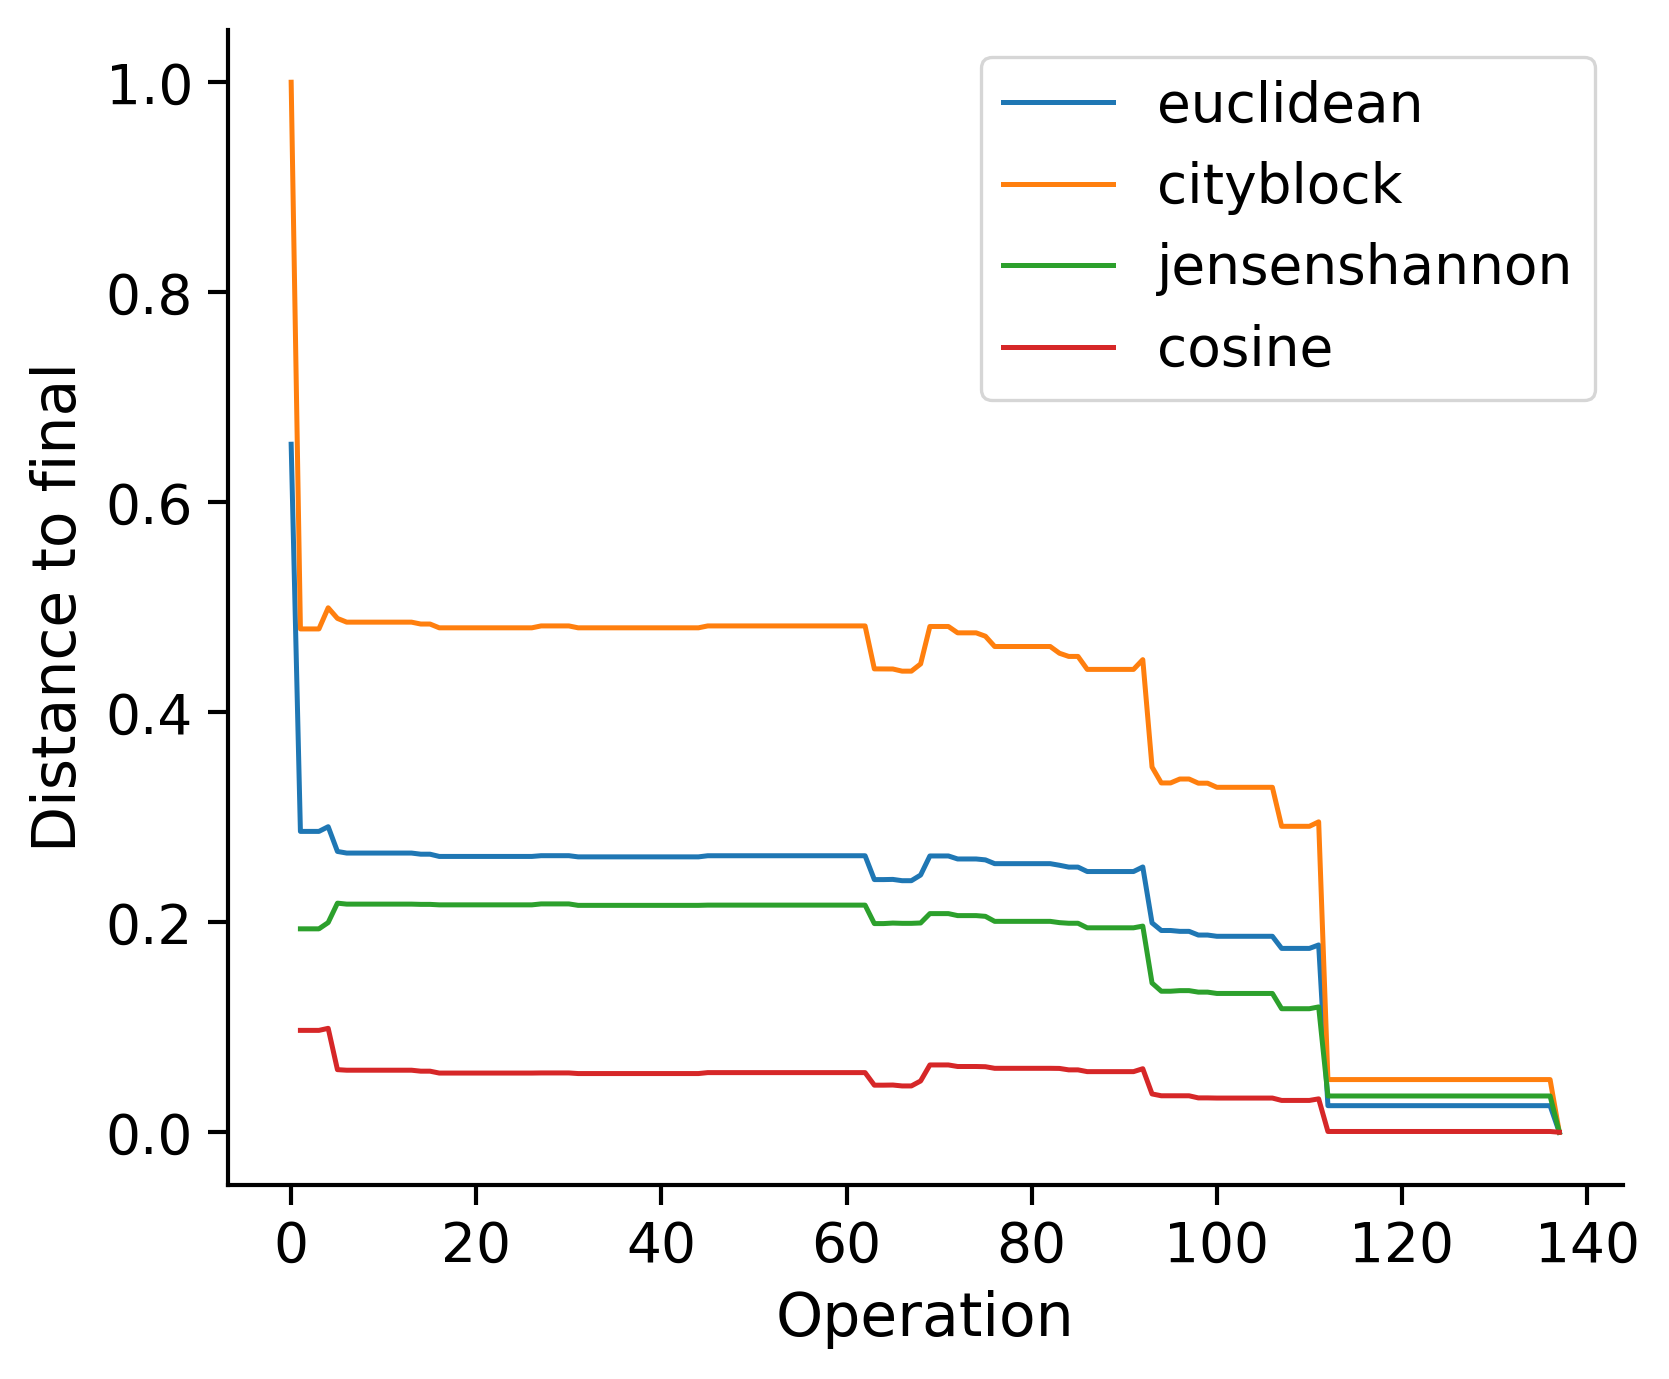 1.0
0.8
0.6
0.4
0.2
0.0
Distance to final
euclidean
cityblock
jensenshannon
cosine
0 20 40 60 80 100 120 140
Operation